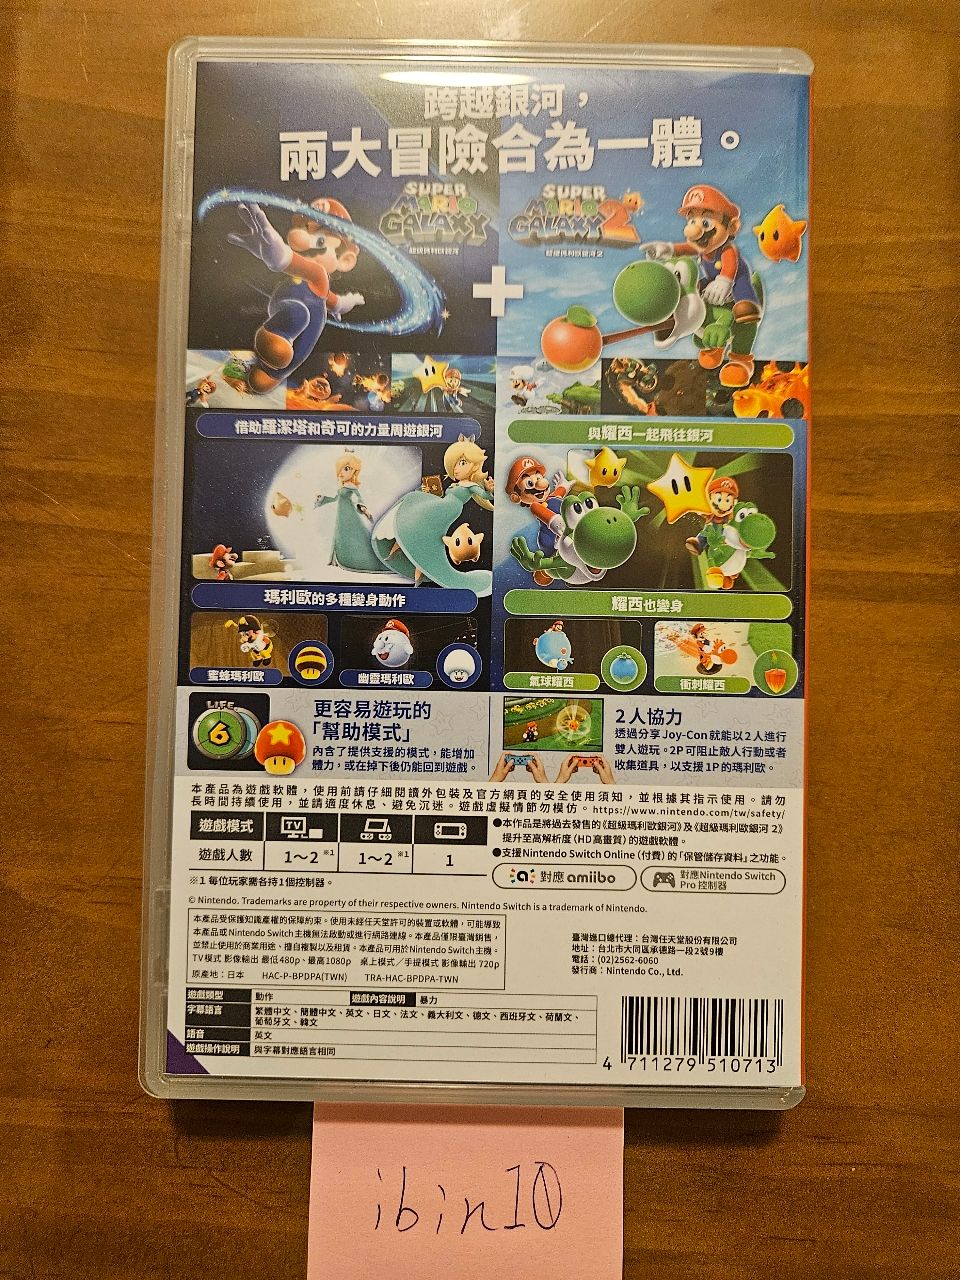 跨越銀河，
兩大冒險合為一體。
SUPER
MARIO
GALAXY
超級瑪利歐銀河
SUPER
MARIO
GALAXY 2
超級瑪利歐銀河 2
+
借助羅潔塔和奇可的力量周遊銀河
與耀西一起飛往銀河
瑪利歐的多種變身動作
耀西也變身
蜜蜂瑪利歐
幽靈瑪利歐
氣球耀西
衝刺耀西
LIFE
6
更容易遊玩的
「幫助模式」
內含了提供支援的模式，能增加
體力，或在掉下後仍能回到遊戲。
2人協力
透過分享Joy-Con就能以2人進行
雙人遊玩。2P可阻止敵人行動或者
收集道具，以支援1P的瑪利歐。
本產品為遊戲軟體，使用前請仔細閱讀外包裝及官方網頁的安全使用須知，並根據其指示使用。請勿
長時間持續使用，並請適度休息、避免沉迷。遊戲虛擬情節勿模仿。https://www.nintendo.com/tw/safety/
遊戲模式
TV
遊戲人數
1～2 ※1
1～2 ※1
1
※1 每位玩家需各持1個控制器。
●本作品是將過去發售的《超級瑪利歐銀河》及《超級瑪利歐銀河 2》
提升至高解析度（HD高畫質）的遊戲軟體。
●支援Nintendo Switch Online（付費）的「保管儲存資料」之功能。
對應 amiibo
對應Nintendo Switch
Pro 控制器
© Nintendo. Trademarks are property of their respective owners. Nintendo Switch is a trademark of Nintendo.
本產品受保護知識產權的保障約束。使用未經任天堂許可的裝置或軟體，可能導致
本產品或Nintendo Switch主機無法啟動或進行網路連線。本產品僅限臺灣銷售，
並禁止使用於商業用途、擅自複製以及租賃。本產品可用於Nintendo Switch主機。
TV模式 影像輸出 最低480p、最高1080p 桌上模式／手提模式 影像輸出 720p
原產地：日本 HAC-P-BPDPA(TWN) TRA-HAC-BPDPA-TWN
臺灣進口總代理：台灣任天堂股份有限公司
地址：台北市大同區承德路一段2號9樓
電話：(02)2562-6060
發行商：Nintendo Co., Ltd.
遊戲類型 動作 遊戲內容說明 暴力
字幕語言 繁體中文、簡體中文、英文、日文、法文、義大利文、德文、西班牙文、荷蘭文、
葡萄牙文、韓文
語音 英文
遊戲操作說明 與字幕對應語言相同
4 711279 510713
ibin10